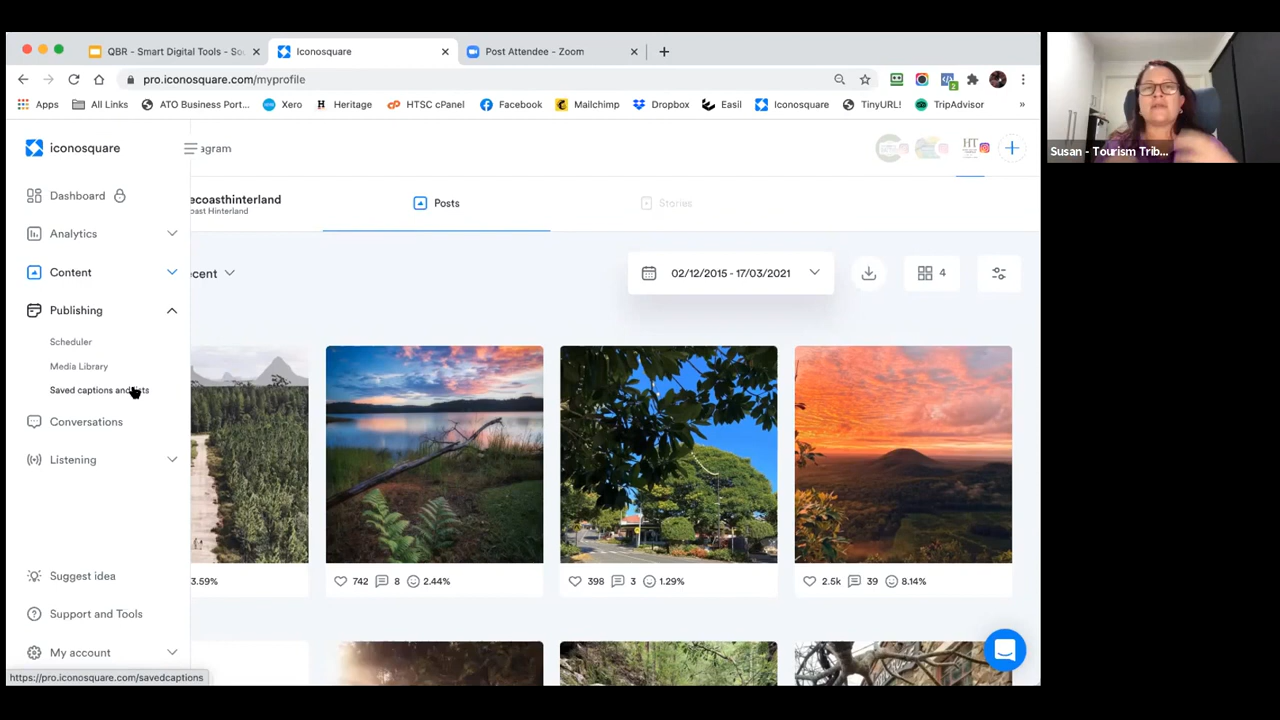 QBR - Smart Digital Tools - Sou
Iconosquare
Post Attendee - Zoom
pro.iconosquare.com/myprofile
2
Apps
All Links
ATO Business Port...
Xero
Heritage
HTSC cPanel
Facebook
Mailchimp
Dropbox
Easil
Iconosquare
TinyURL!
TripAdvisor
»
iconosquare
agram
HT
Dashboard
Analytics
Content
Publishing
Scheduler
Media Library
Saved captions and
Conversations
Listening
Suggest idea
Support and Tools
My account
https://pro.iconosquare.com/savedcaptions
ecoasthinterland
oast Hinterland
Posts
Stories
ecent
02/12/2015 - 17/03/2021
4
3.59%
742 8 2.44%
398 3 1.29%
2.5k 39 8.14%
Susan - Tourism Trib...